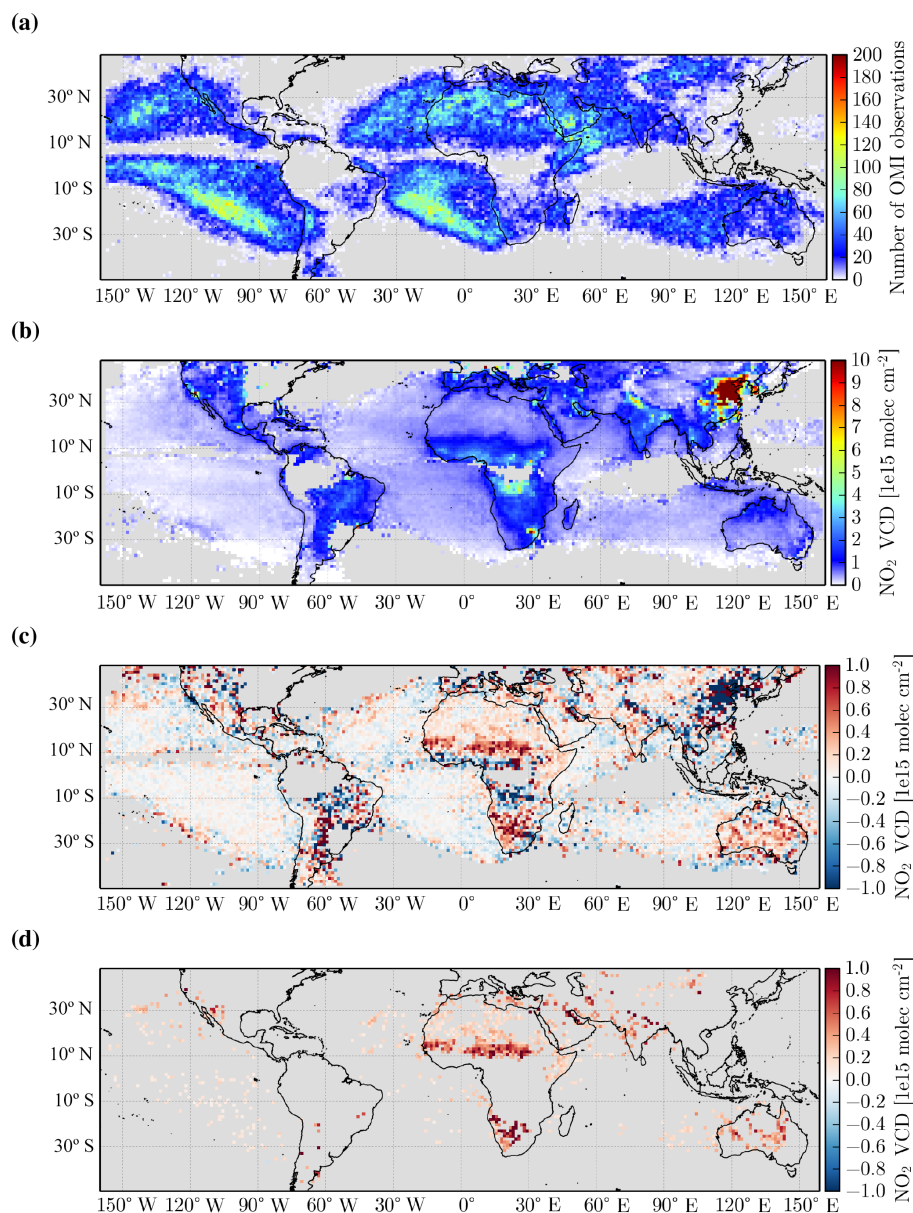 (a)
200
180
160
140
120
100
80
60
40
20
0
Number of OMI observations
30° N
10° N
10° S
30° S
150° W 120° W 90° W 60° W 30° W 0° 30° E 60° E 90° E 120° E 150° E
(b)
10
9
8
7
6
5
4
3
2
1
0
NO₂ VCD [1e15 molec cm⁻²]
30° N
10° N
10° S
30° S
150° W 120° W 90° W 60° W 30° W 0° 30° E 60° E 90° E 120° E 150° E
(c)
1.0
0.8
0.6
0.4
0.2
0.0
−0.2
−0.4
−0.6
−0.8
−1.0
NO₂ VCD [1e15 molec cm⁻²]
30° N
10° N
10° S
30° S
150° W 120° W 90° W 60° W 30° W 0° 30° E 60° E 90° E 120° E 150° E
(d)
1.0
0.8
0.6
0.4
0.2
0.0
−0.2
−0.4
−0.6
−0.8
−1.0
NO₂ VCD [1e15 molec cm⁻²]
30° N
10° N
10° S
30° S
150° W 120° W 90° W 60° W 30° W 0° 30° E 60° E 90° E 120° E 150° E